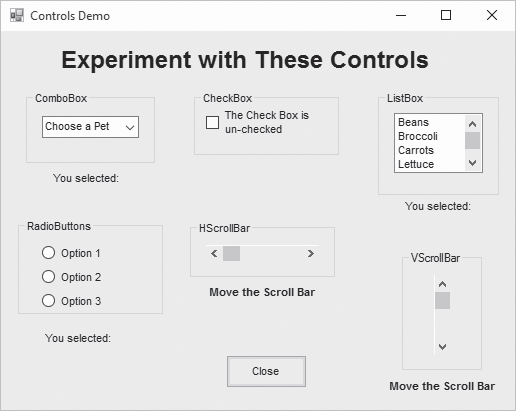 Controls Demo
Experiment with These Controls
ComboBox
Choose a Pet
You selected:
CheckBox
The Check Box is
un-checked
ListBox
Beans
Broccoli
Carrots
Lettuce
You selected:
RadioButtons
Option 1
Option 2
Option 3
You selected:
HScrollBar
Move the Scroll Bar
VScrollBar
Move the Scroll Bar
Close